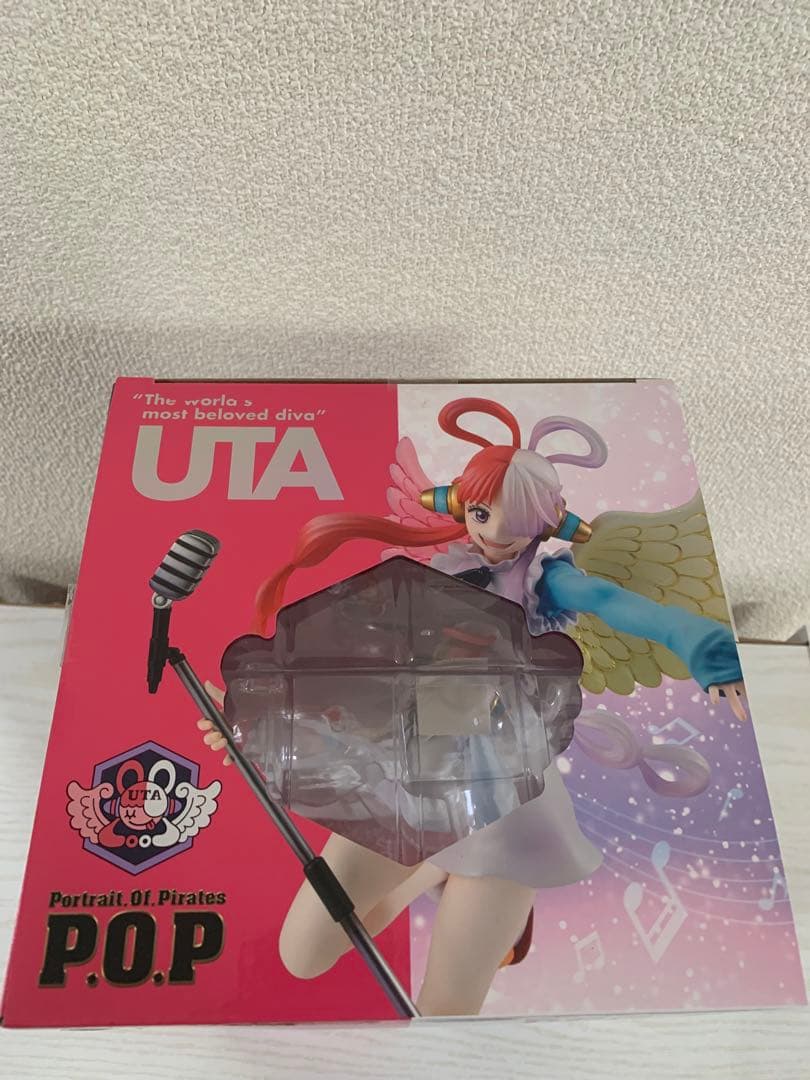 "The world's
most beloved diva"
UTA
UTA
Portrait.Of.Pirates
P.O.P